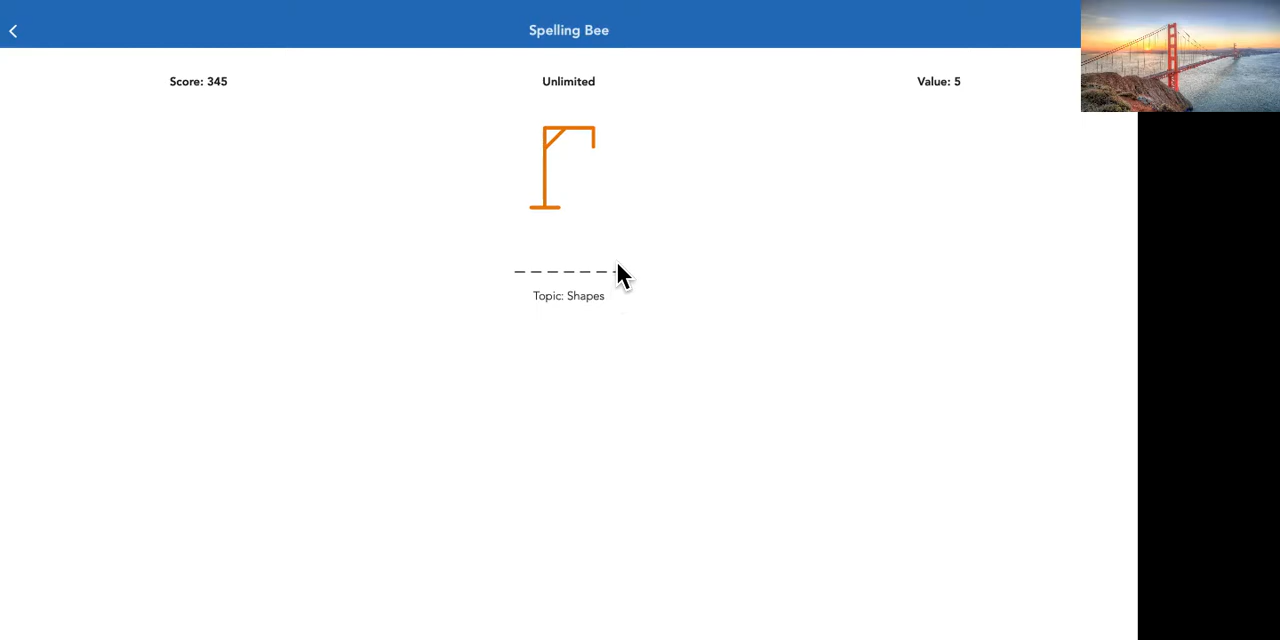 Spelling Bee
Score: 345
Unlimited
Value: 5
Topic: Shapes